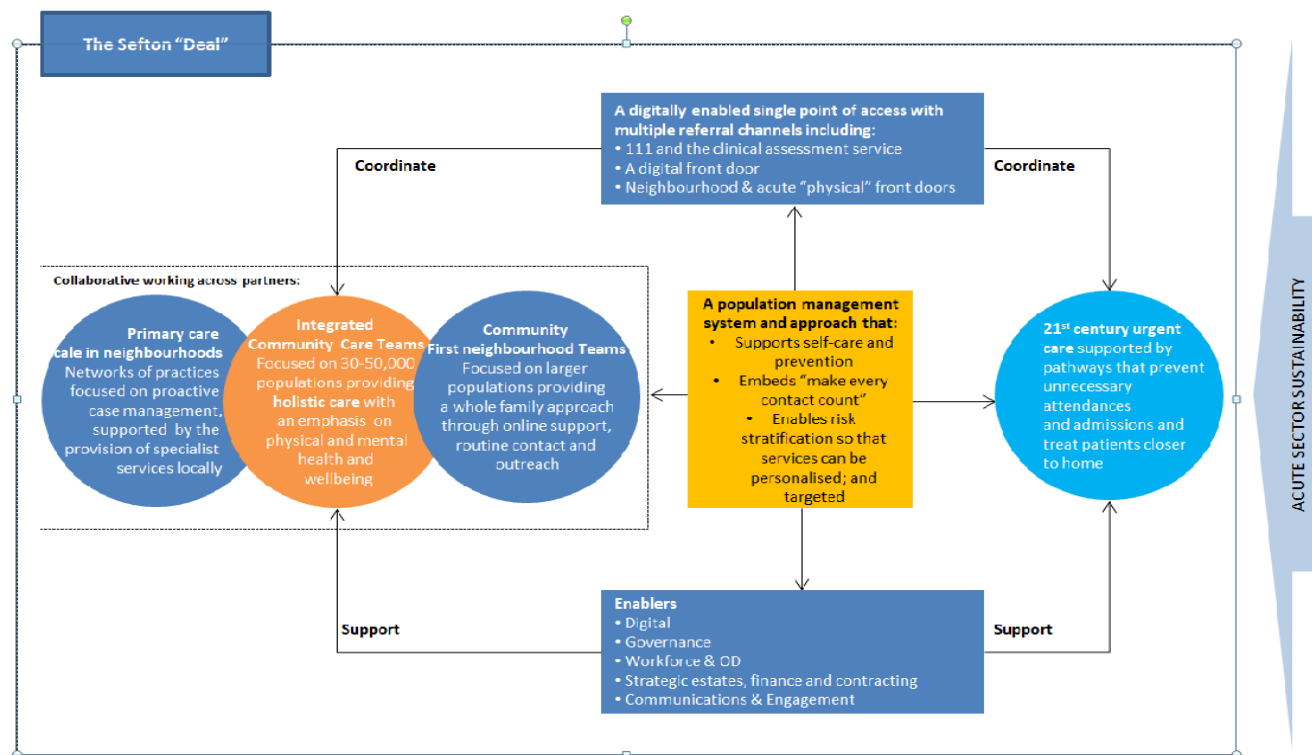 The Sefton “Deal”
A digitally enabled single point of access with
multiple referral channels including:
• 111 and the clinical assessment service
• A digital front door
• Neighbourhood & acute “physical” front doors
Coordinate
Coordinate
Collaborative working across partners:
Primary care
cale in neighbourhoods
Networks of practices
focused on proactive
case management,
supported by the
provision of specialist
services locally
Integrated
Community Care Teams
Focused on 30-50,000
populations providing
holistic care with
an emphasis on
physical and mental
health and
wellbeing
Community
First neighbourhood Teams
Focused on larger
populations providing
a whole family approach
through online support,
routine contact and
outreach
A population management
system and approach that:
• Supports self-care and
prevention
• Embeds “make every
contact count”
• Enables risk
stratification so that
services can be
personalised; and
targeted
21st century urgent
care supported by
pathways that prevent
unnecessary
attendances
and admissions and
treat patients closer
to home
Support
Support
Enablers
• Digital
• Governance
• Workforce & OD
• Strategic estates, finance and contracting
• Communications & Engagement
ACUTE SECTOR SUSTAINABILITY